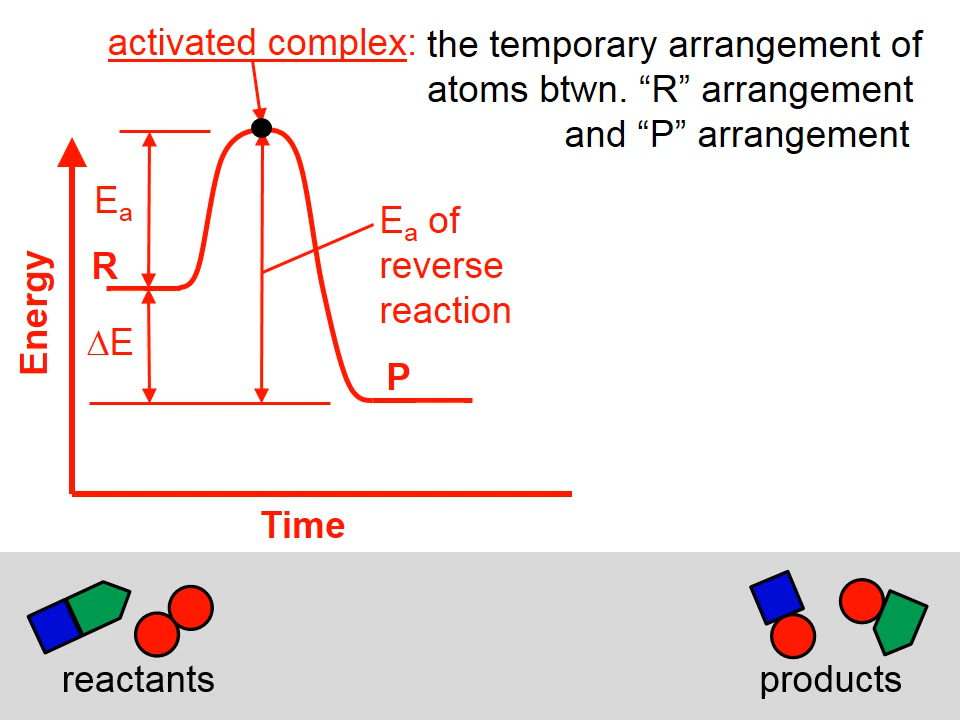 activated complex: the temporary arrangement of
atoms btwn. “R” arrangement
and “P” arrangement
Ea
R
Ea of
reverse
reaction
ΔE
P
Energy
Time
reactants
products